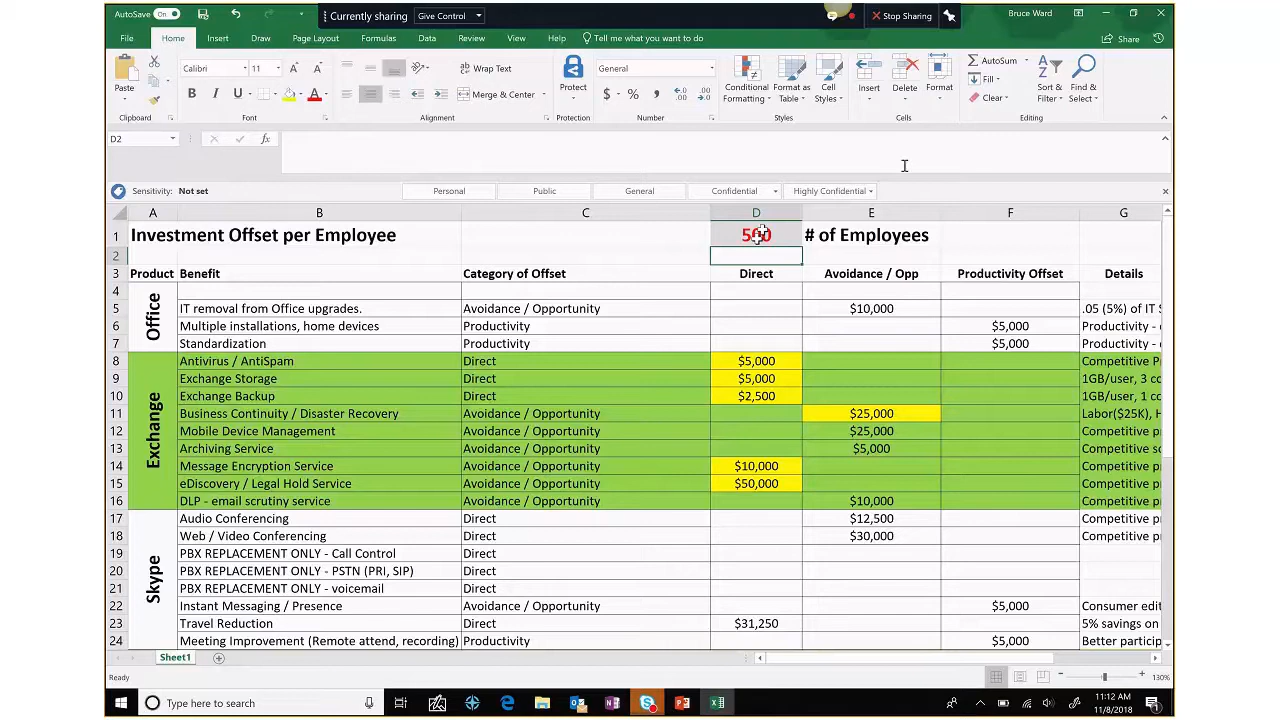 AutoSave On
Currently sharing Give Control Stop Sharing
Bruce Ward
File Home Insert Draw Page Layout Formulas Data Review View Help Tell me what you want to do Share
Paste Calibri 11 Wrap Text General AutoSum
Protect Conditional Format as Cell Insert Delete Format Fill Sort & Find &
B I U Merge & Center $ % Formatting Table Styles Clear Filter Select
Clipboard Font Alignment Protection Number Styles Cells Editing
D2 fx
Sensitivity: Not set Personal Public General Confidential Highly Confidential
A B C D E F G
1 Investment Offset per Employee 500 # of Employees
2
3 Product Benefit Category of Offset Direct Avoidance / Opp Productivity Offset Details
4
Office
5 IT removal from Office upgrades. Avoidance / Opportunity $10,000 .05 (5%) of IT
6 Multiple installations, home devices Productivity $5,000 Productivity -
7 Standardization Productivity $5,000 Productivity -
Exchange
8 Antivirus / AntiSpam Direct $5,000 Competitive P
9 Exchange Storage Direct $5,000 1GB/user, 3 co
10 Exchange Backup Direct $2,500 1GB/user, 1 c
11 Business Continuity / Disaster Recovery Avoidance / Opportunity $25,000 Labor($25K), H
12 Mobile Device Management Avoidance / Opportunity $25,000 Competitive p
13 Archiving Service Avoidance / Opportunity $5,000 Competitive s
14 Message Encryption Service Avoidance / Opportunity $10,000 Competitive p
15 eDiscovery / Legal Hold Service Avoidance / Opportunity $50,000 Competitive p
16 DLP - email scrutiny service Avoidance / Opportunity $10,000 Competitive p
Skype
17 Audio Conferencing Direct $12,500 Competitive p
18 Web / Video Conferencing Direct $30,000 Competitive p
19 PBX REPLACEMENT ONLY - Call Control Direct
20 PBX REPLACEMENT ONLY - PSTN (PRI, SIP) Direct
21 PBX REPLACEMENT ONLY - voicemail Direct
22 Instant Messaging / Presence Avoidance / Opportunity $5,000 Consumer edit
23 Travel Reduction Direct $31,250 5% savings on
24 Meeting Improvement (Remote attend, recording) Productivity $5,000 Better particip
Sheet1
Ready 130%
Type here to search 11:12 AM
11/8/2018